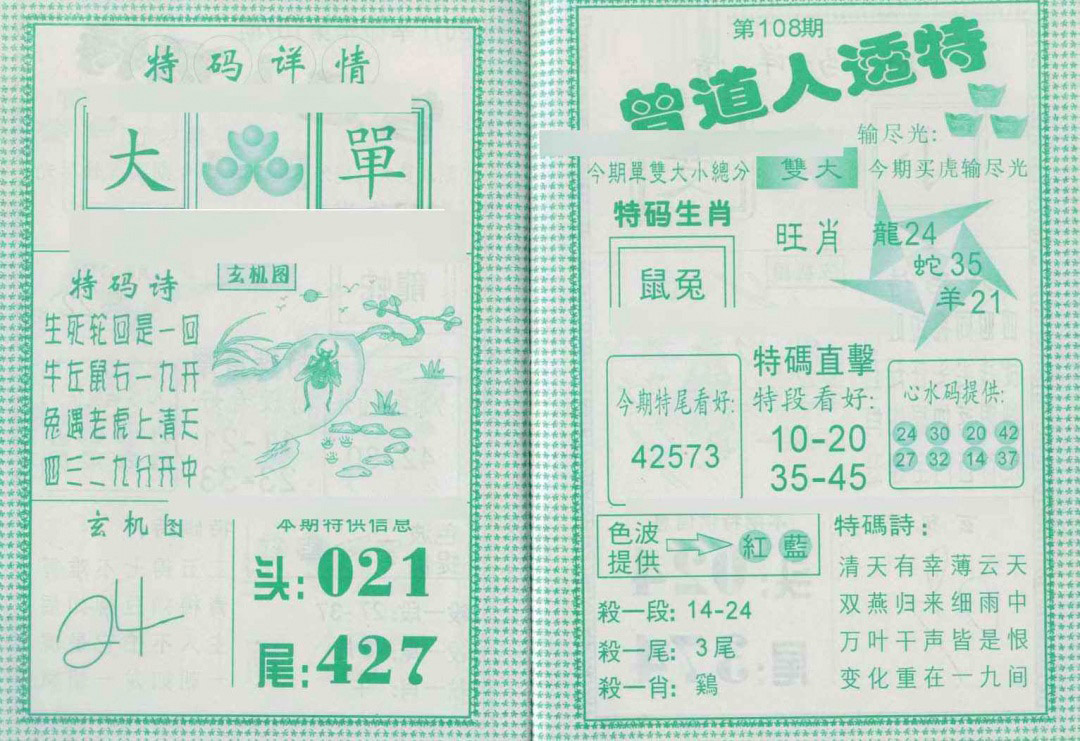 特码详情
大 單
特码诗
玄机图
生死轮回是一回
牛左鼠右一九开
兔遇老虎上清天
四三二九分开中
玄机图
24
本期特供信息
头:021
尾:427
第108期
曾道人透特
输尽光:
今期單雙大小總分 雙大 今期买虎输尽光
特码生肖
鼠兔
旺肖
龍24
蛇35
羊21
今期特尾看好:
42573
特碼直擊
特段看好:
10-20
35-45
心水码提供:
24 30 20 42
27 32 14 37
色波
提供
紅 藍
殺一段: 14-24
殺一尾: 3尾
殺一肖: 鷄
特碼詩:
清天有幸薄云天
双燕归来细雨中
万叶干声皆是恨
变化重在一九间